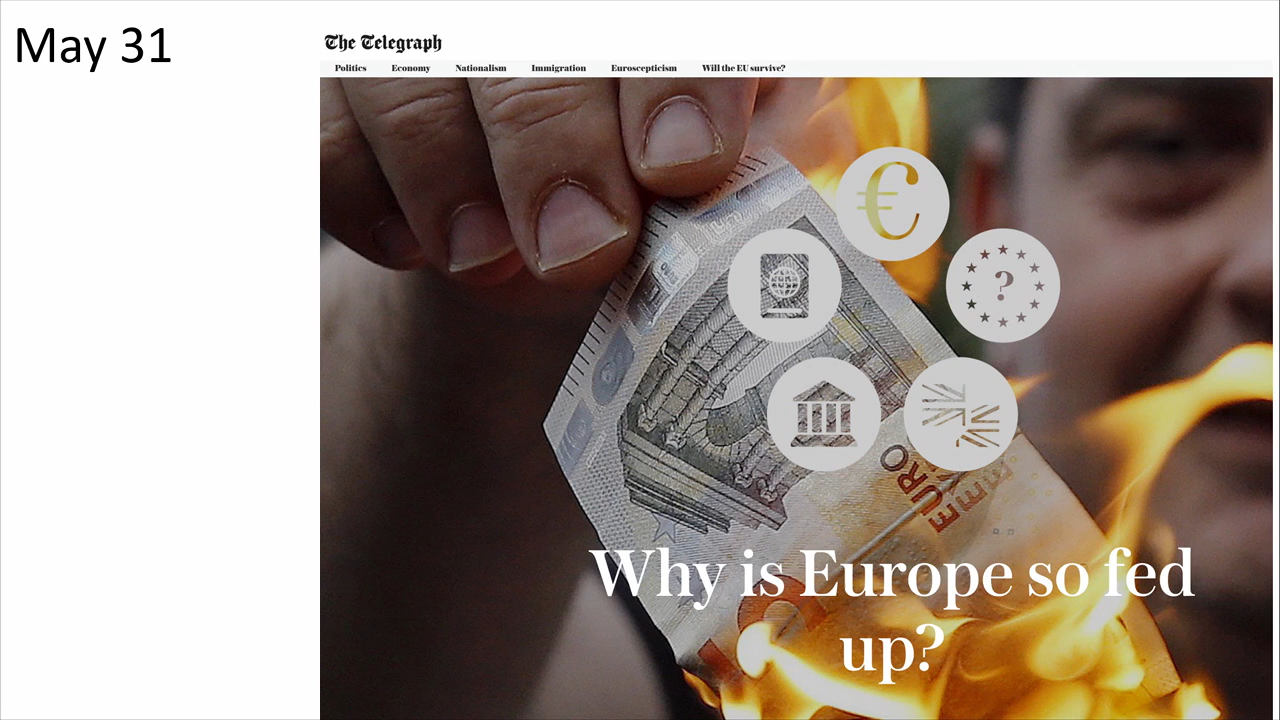 May 31
The Telegraph
Politics Economy Nationalism Immigration Euroscepticism Will the EU survive?
€
?
EURO
Why is Europe so fed
up?